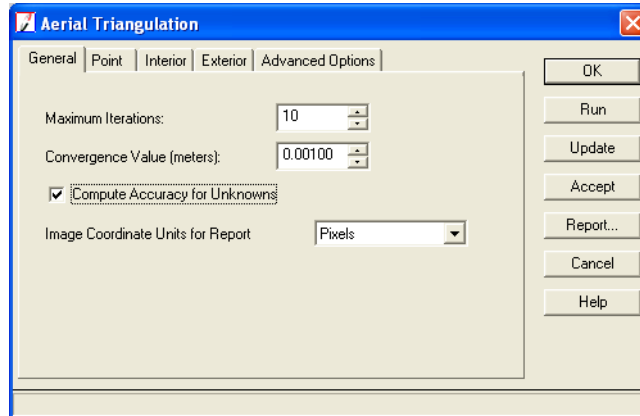 Aerial Triangulation
General Point Interior Exterior Advanced Options
Maximum Iterations: 10
Convergence Value (meters): 0.00100
Compute Accuracy for Unknowns
Image Coordinate Units for Report Pixels
OK
Run
Update
Accept
Report...
Cancel
Help